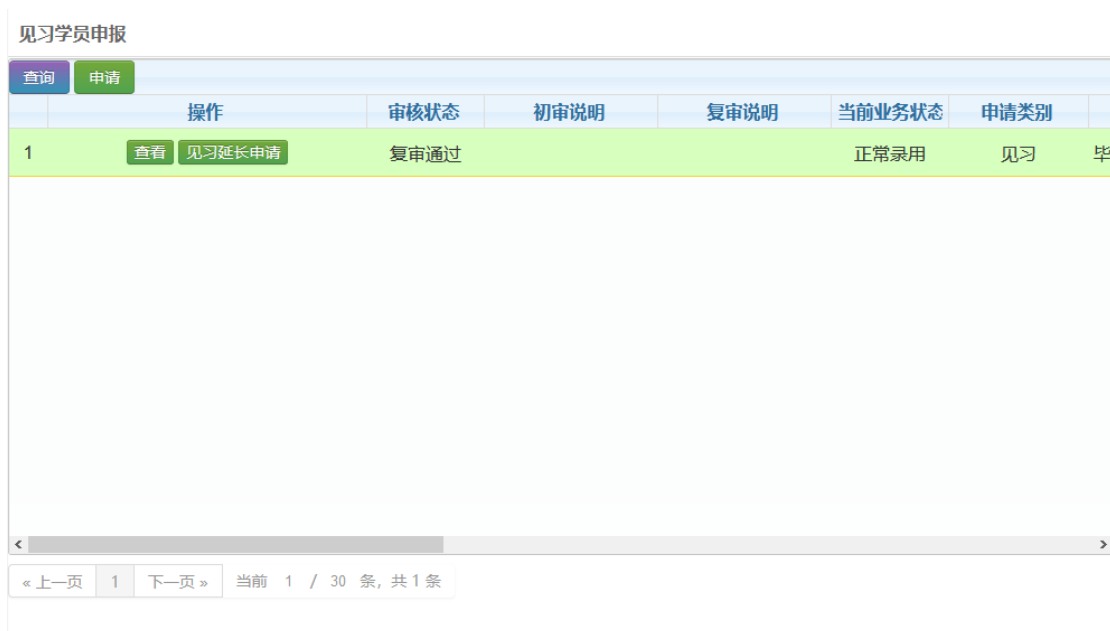 见习学员申报
查询 申请
操作 审核状态 初审说明 复审说明 当前业务状态 申请类别
1 查看 见习延长申请 复审通过 正常录用 见习 毕
« 上一页 1 下一页 » 当前 1 / 30 条, 共 1 条